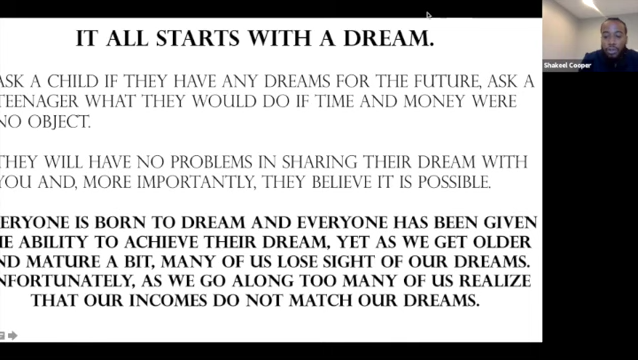 IT ALL STARTS WITH A DREAM.
Shakeel Cooper
ASK A CHILD IF THEY HAVE ANY DREAMS FOR THE FUTURE, ASK A
TEENAGER WHAT THEY WOULD DO IF TIME AND MONEY WERE
NO OBJECT.
THEY WILL HAVE NO PROBLEMS IN SHARING THEIR DREAM WITH
YOU AND, MORE IMPORTANTLY, THEY BELIEVE IT IS POSSIBLE.
ERYONE IS BORN TO DREAM AND EVERYONE HAS BEEN GIVEN
HE ABILITY TO ACHIEVE THEIR DREAM, YET AS WE GET OLDER
ND MATURE A BIT, MANY OF US LOSE SIGHT OF OUR DREAMS.
NFORTUNATELY, AS WE GO ALONG TOO MANY OF US REALIZE
THAT OUR INCOMES DO NOT MATCH OUR DREAMS.